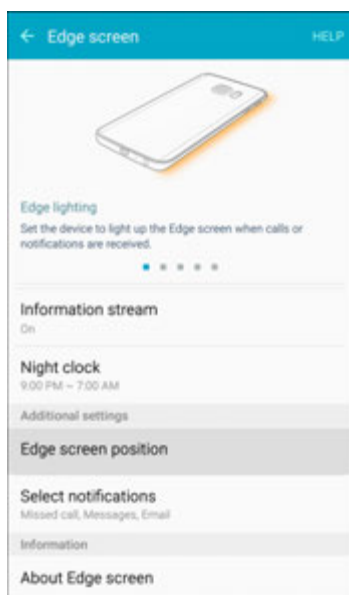 Edge screen
HELP
Edge lighting
Set the device to light up the Edge screen when calls or
notifications are received.
Information stream
On
Night clock
9:00 PM ~ 7:00 AM
Additional settings
Edge screen position
Select notifications
Missed call, Messages, Email
Information
About Edge screen